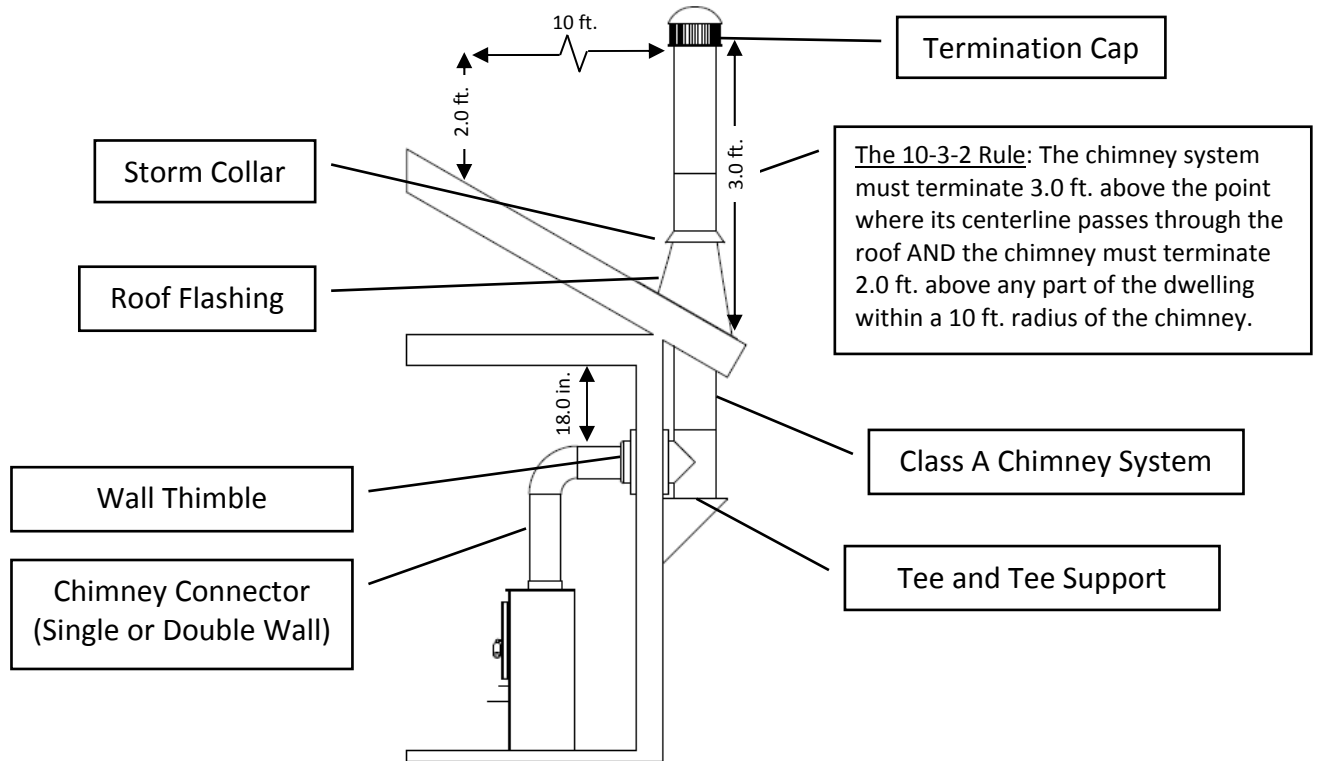 10 ft.
Termination Cap
2.0 ft.
3.0 ft.
Storm Collar
The 10-3-2 Rule: The chimney system
must terminate 3.0 ft. above the point
where its centerline passes through the
roof AND the chimney must terminate
2.0 ft. above any part of the dwelling
within a 10 ft. radius of the chimney.
Roof Flashing
18.0 in.
Class A Chimney System
Wall Thimble
Tee and Tee Support
Chimney Connector
(Single or Double Wall)